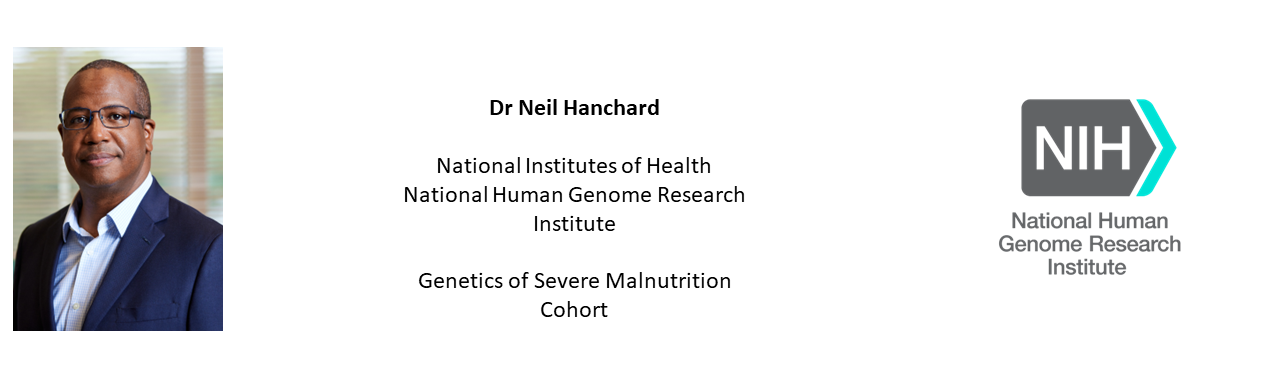 Dr Neil Hanchard
National Institutes of Health
National Human Genome Research
Institute
Genetics of Severe Malnutrition
Cohort
NIH
National Human
Genome Research
Institute